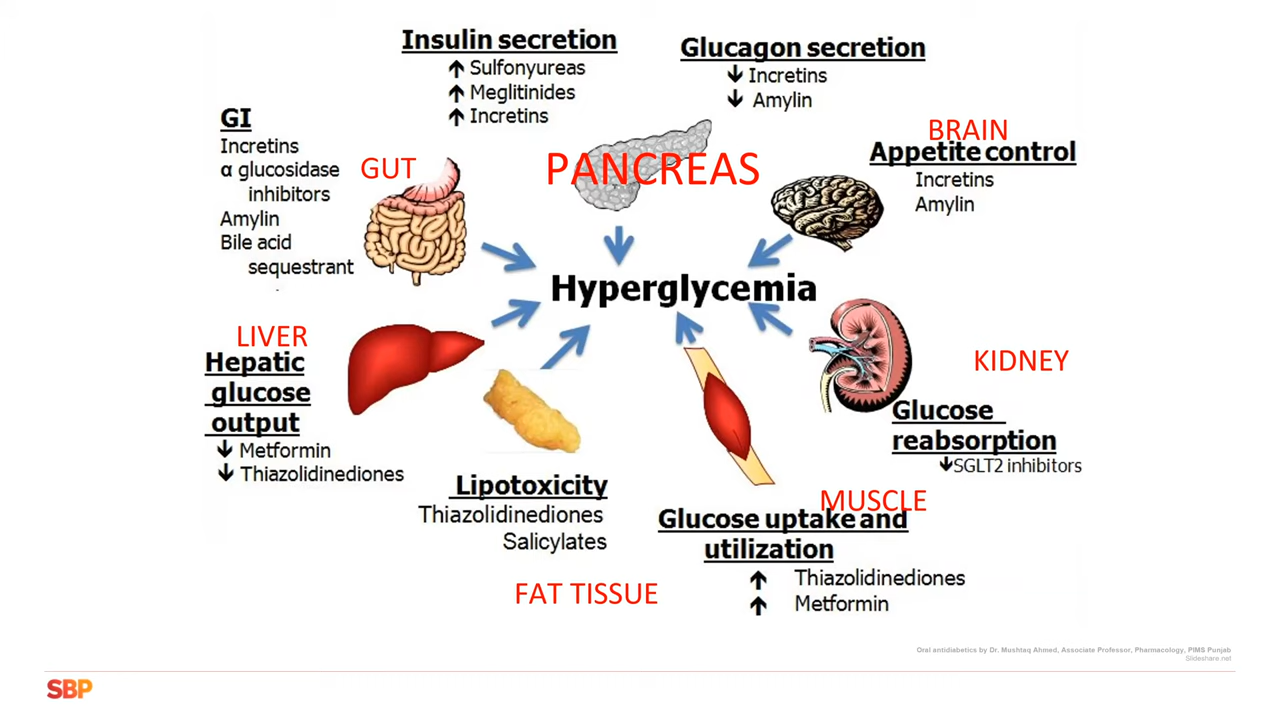 Insulin secretion
↑ Sulfonyureas
↑ Meglitinides
↑ Incretins
Glucagon secretion
↓ Incretins
↓ Amylin
GI
Incretins
α glucosidase
inhibitors
Amylin
Bile acid
sequestrant
GUT
PANCREAS
BRAIN
Appetite control
Incretins
Amylin
Hyperglycemia
LIVER
Hepatic
glucose
output
↓ Metformin
↓ Thiazolidinediones
KIDNEY
Glucose
reabsorption
↓SGLT2 inhibitors
Lipotoxicity
Thiazolidinediones
Salicylates
FAT TISSUE
MUSCLE
Glucose uptake and
utilization
↑ Thiazolidinediones
↑ Metformin
Oral antidiabetics by Dr. Mushtaq Ahmed, Associate Professor, Pharmacology, PIMS Punjab
Slideshare.net
SBP